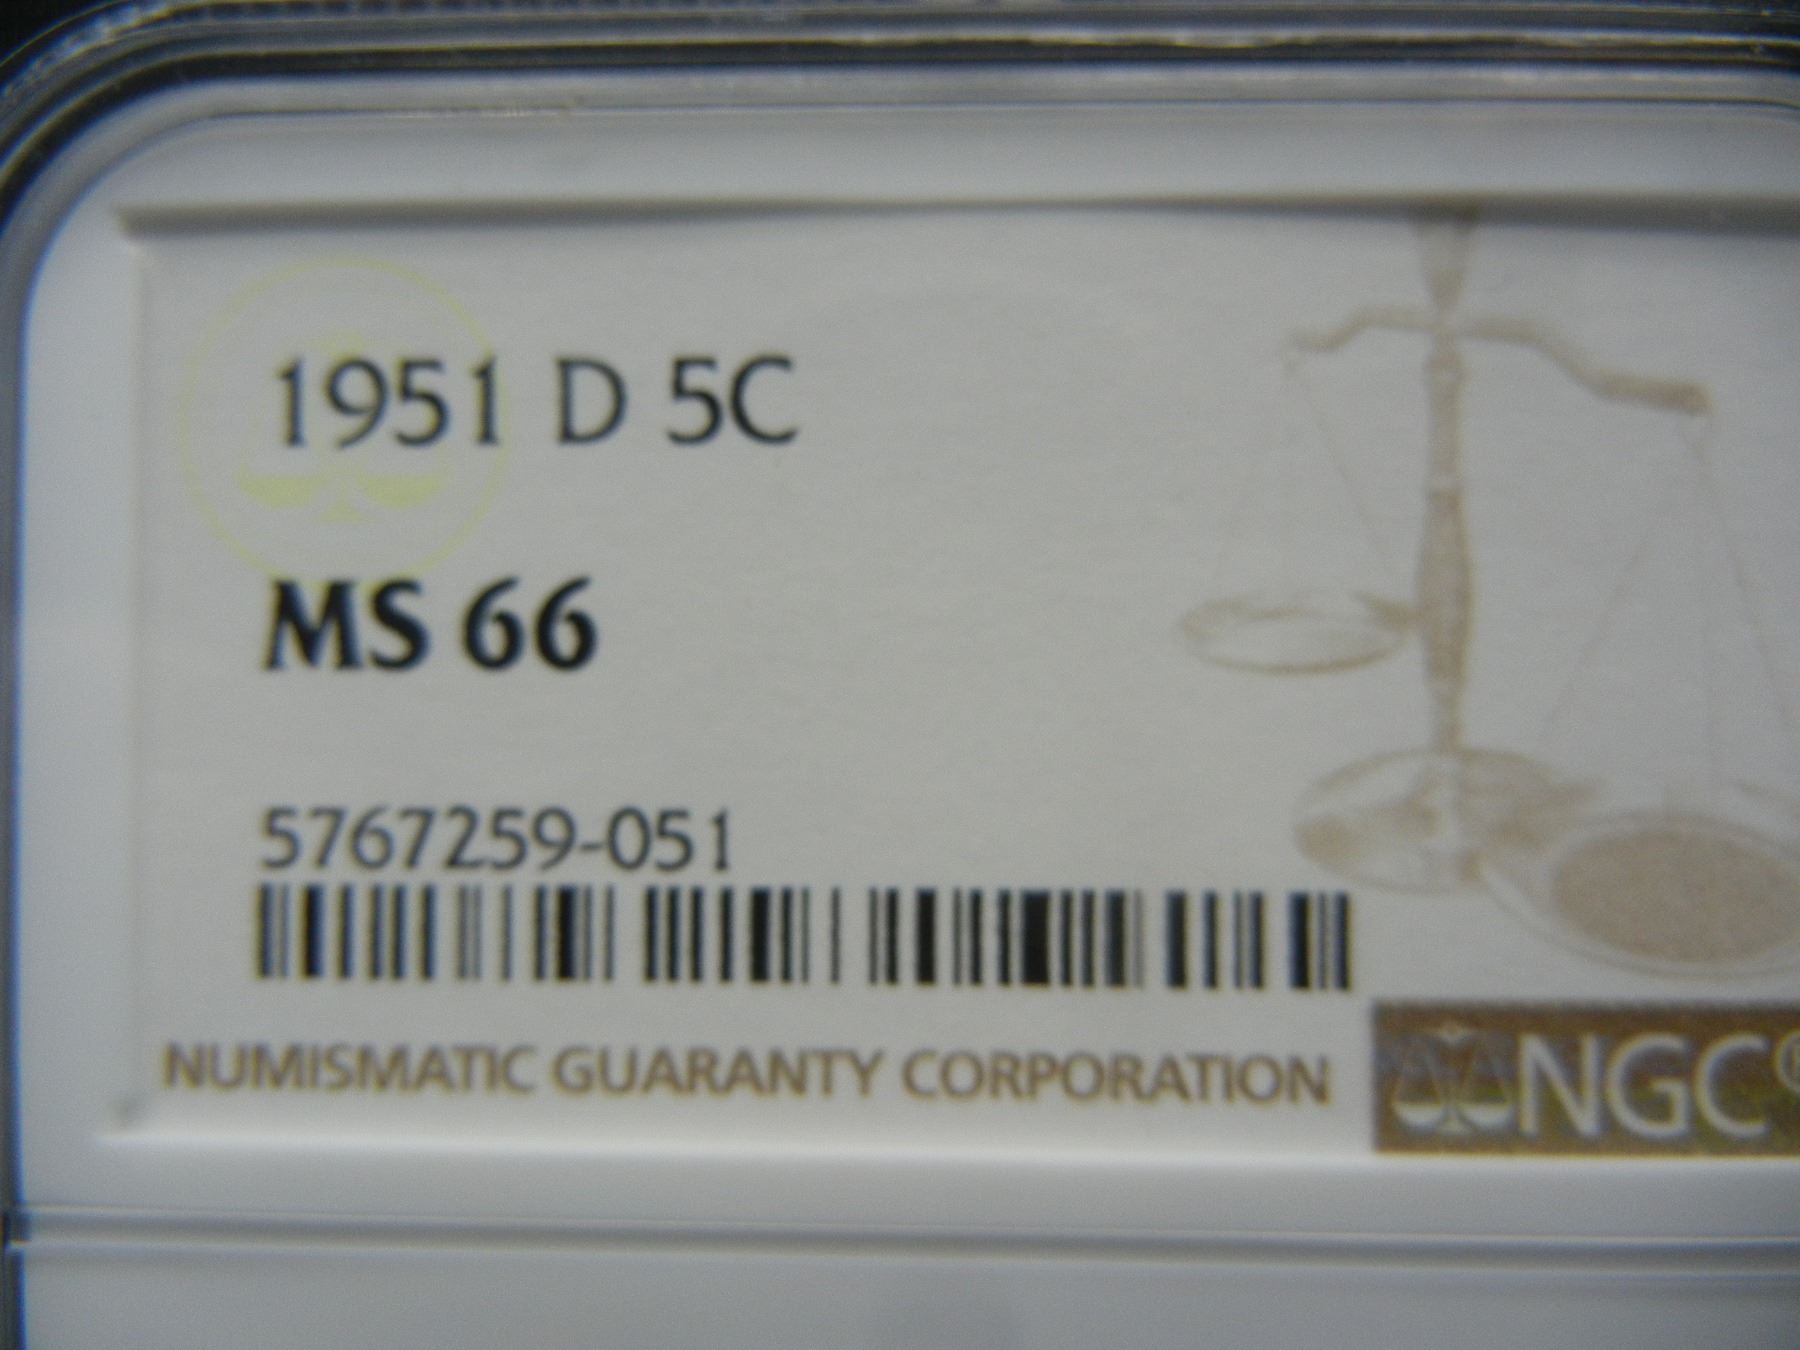 1951 D 5C
MS 66
5767259-051
NUMISMATIC GUARANTY CORPORATION
NGC